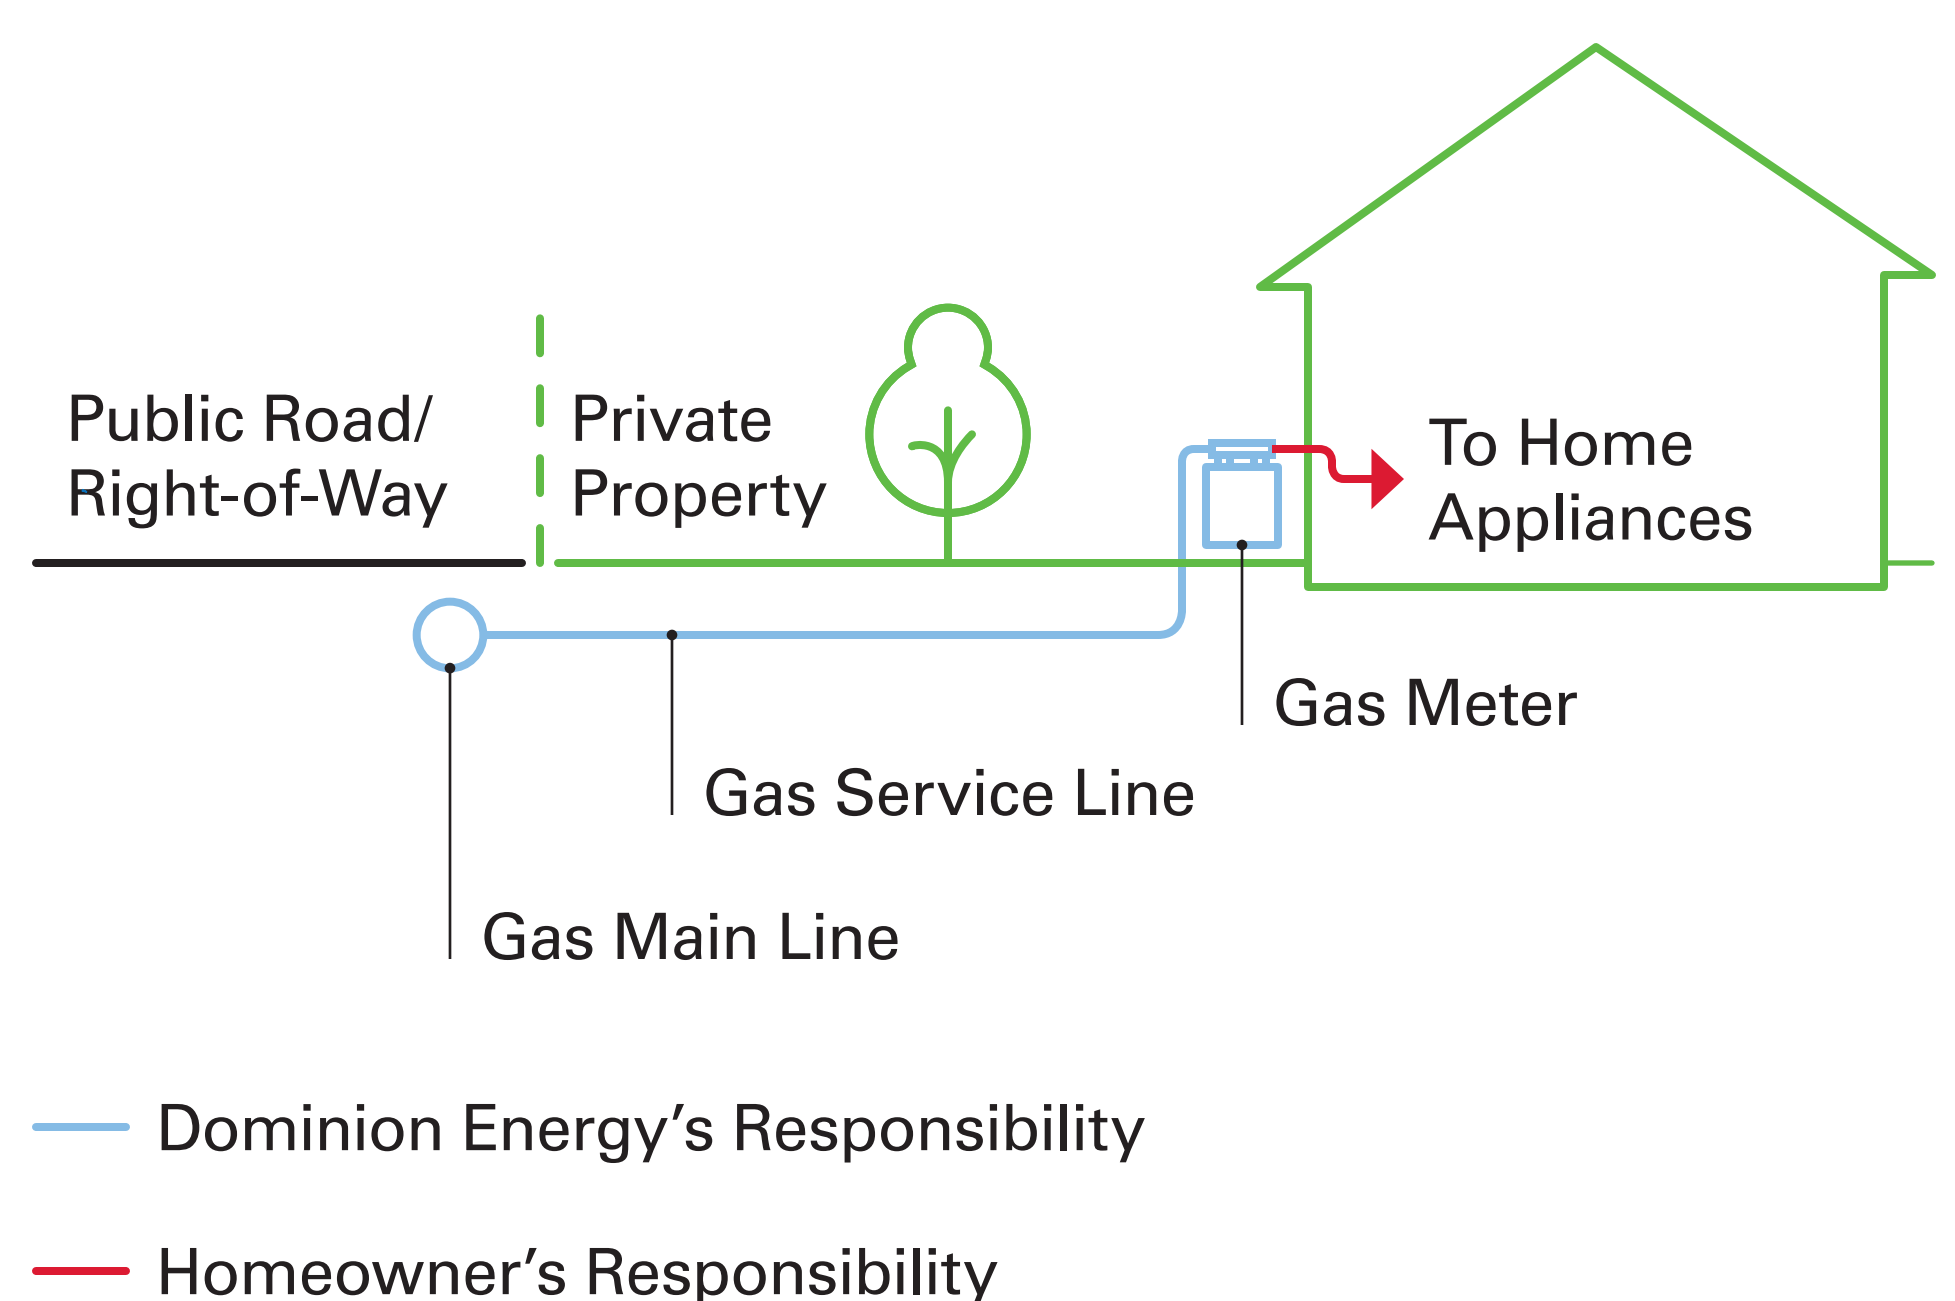 Public Road/
Right-of-Way
Private
Property
To Home
Appliances
Gas Meter
Gas Service Line
Gas Main Line
Dominion Energy’s Responsibility
Homeowner’s Responsibility